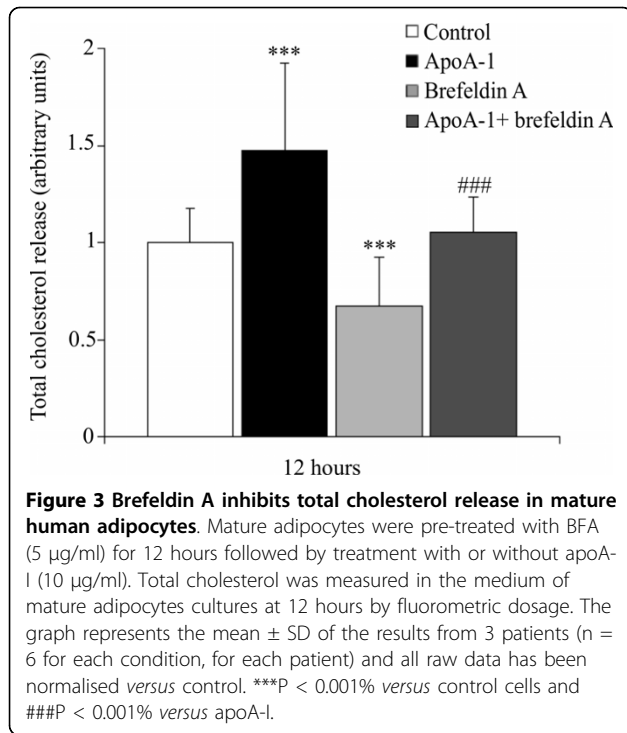 2
1.5
1
0.5
0
Total cholesterol release (arbitrary units)
***
***
###
Control
ApoA-1
Brefeldin A
ApoA-1+ brefeldin A
12 hours
Figure 3 Brefeldin A inhibits total cholesterol release in mature
human adipocytes. Mature adipocytes were pre-treated with BFA
(5 μg/ml) for 12 hours followed by treatment with or without apoA-
I (10 μg/ml). Total cholesterol was measured in the medium of
mature adipocytes cultures at 12 hours by fluorometric dosage. The
graph represents the mean ± SD of the results from 3 patients (n =
6 for each condition, for each patient) and all raw data has been
normalised versus control. ***P < 0.001% versus control cells and
###P < 0.001% versus apoA-I.